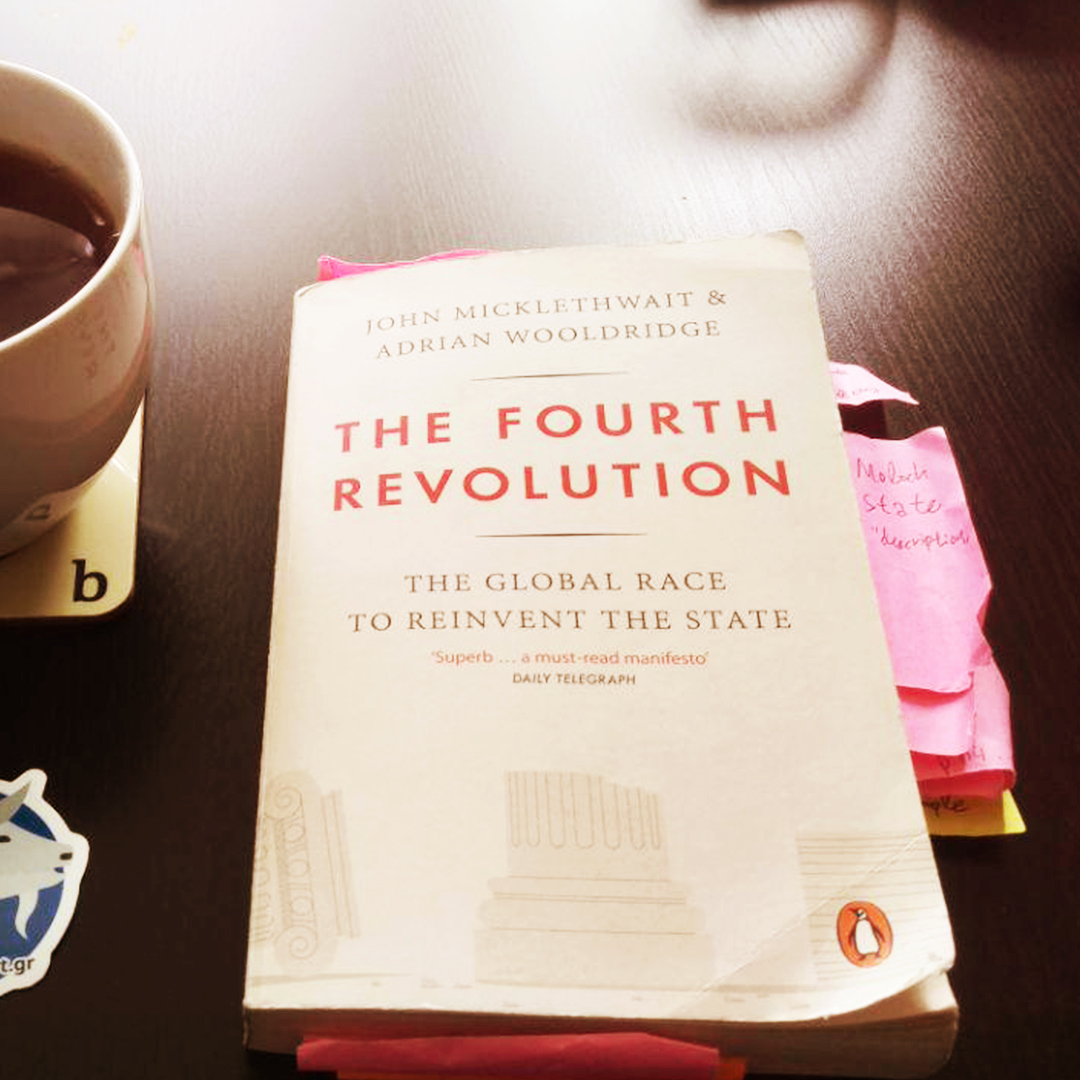 JOHN MICKLETHWAIT &
ADRIAN WOOLDRIDGE
THE FOURTH
REVOLUTION
THE GLOBAL RACE
TO REINVENT THE STATE
'Superb ... a must-read manifesto'
DAILY TELEGRAPH
State
"description
b
t.gr